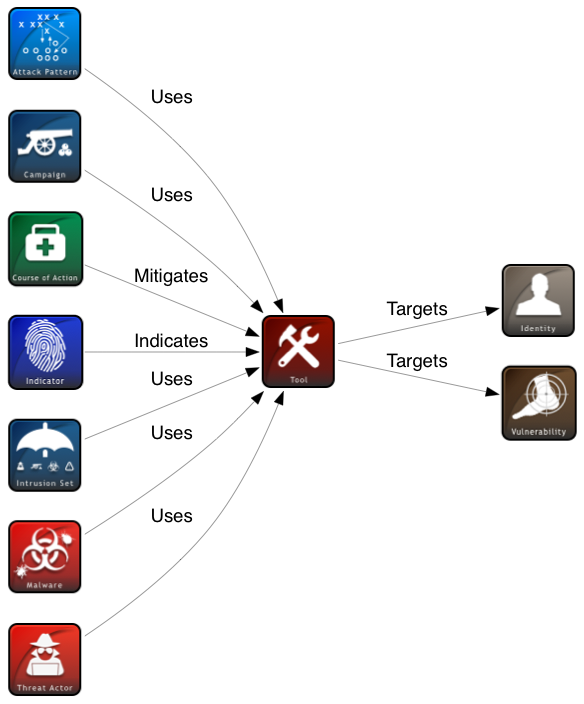 Attack Pattern
Uses
Campaign
Uses
Course of Action
Mitigates
Indicator
Indicates
Intrusion Set
Uses
Malware
Uses
Threat Actor
Uses
Tool
Targets
Identity
Targets
Vulnerability